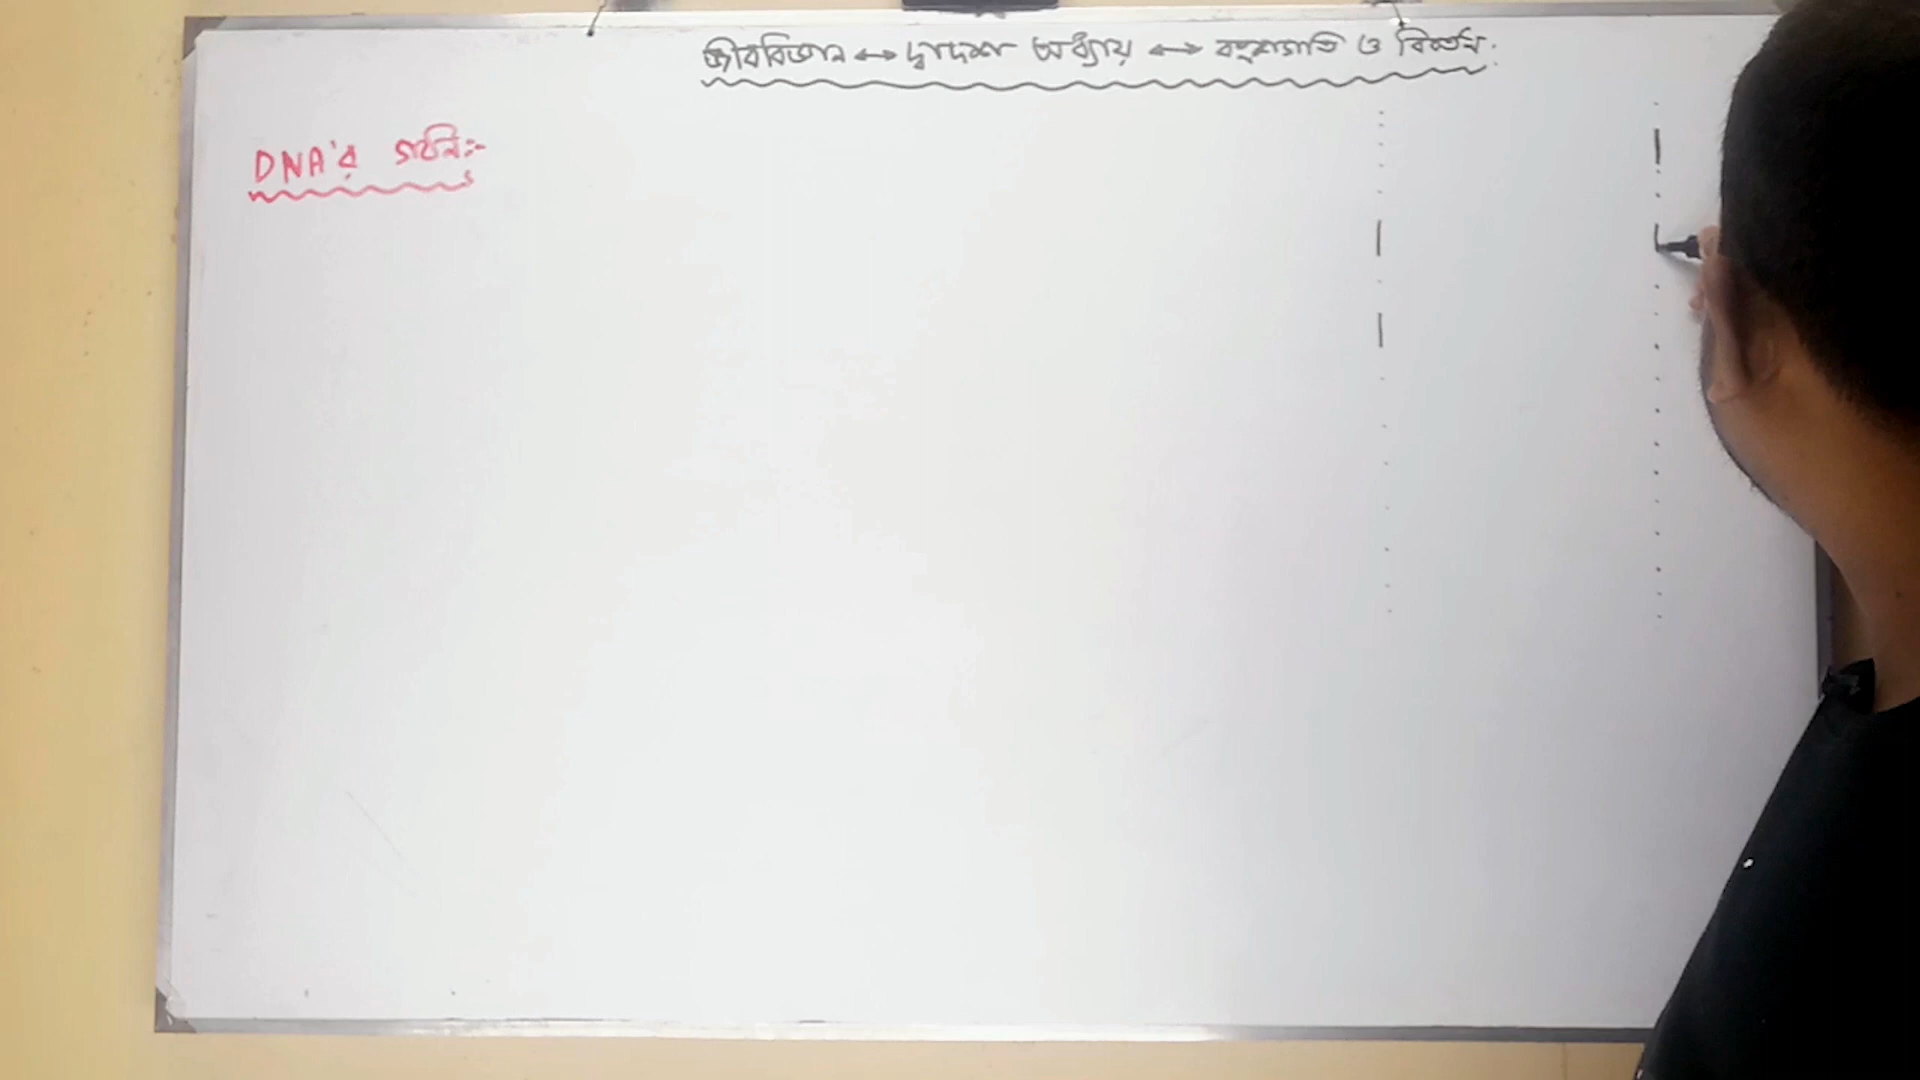 জীববিজ্ঞান ↔ দ্বাদশ অধ্যায় ↔ বংশগতি ও বিবর্তন.
DNA'র গঠন:-